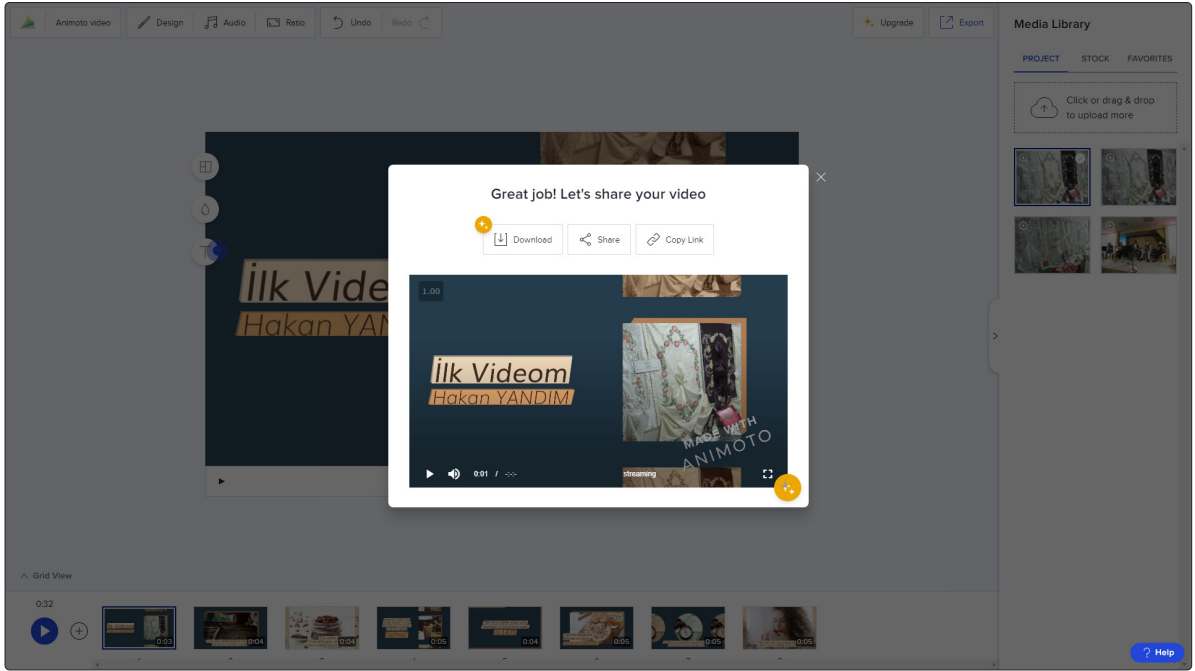 Animoto video
Design
Audio
Ratio
Undo
Redo
Upgrade
Export
Media Library
PROJECT
STOCK
FAVORITES
Click or drag & drop
to upload more
Great job! Let's share your video
Download
Share
Copy Link
İlk Vide
Hakan YAN
1.00
İlk Videom
Hakan YANDIM
MADE WITH
ANIMOTO
0:01 / -:-:-
streaming
Grid View
0:32
0:03
0:04
0:04
0:05
0:04
0:05
0:05
0:05
? Help